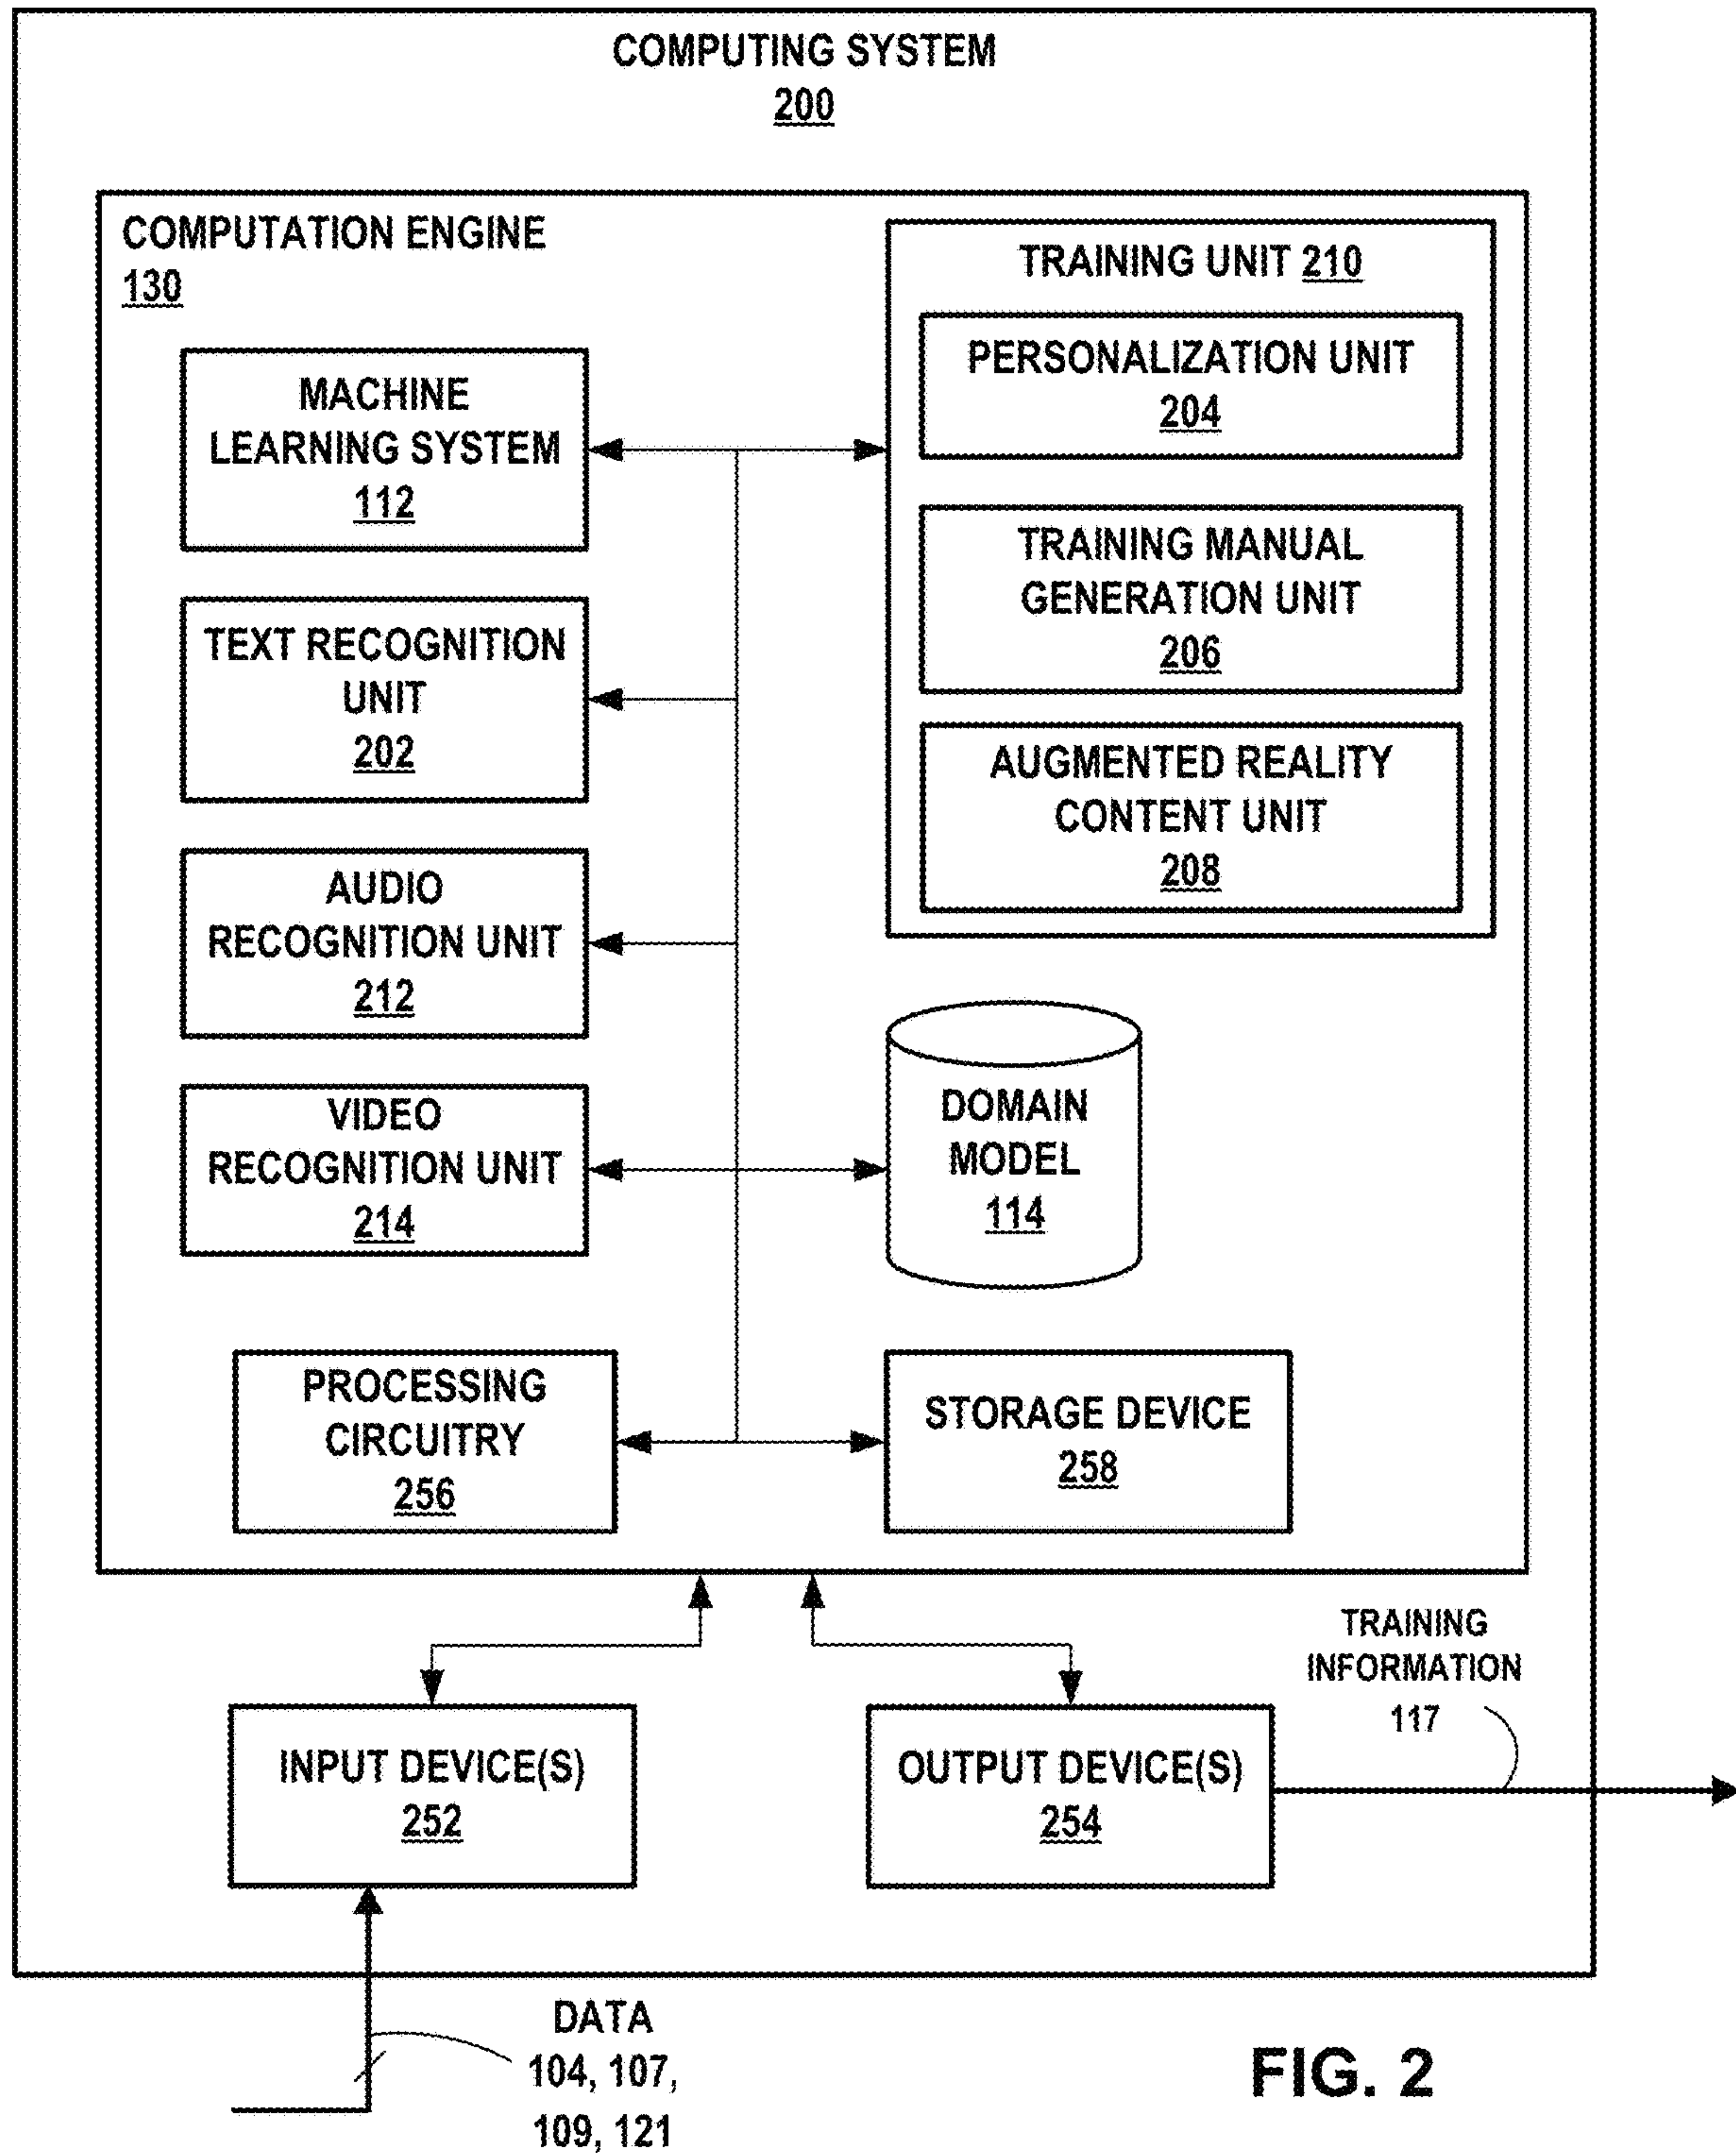 COMPUTING SYSTEM
200
COMPUTATION ENGINE
130
MACHINE
LEARNING SYSTEM
112
TEXT RECOGNITION
UNIT
202
AUDIO
RECOGNITION UNIT
212
VIDEO
RECOGNITION UNIT
214
TRAINING UNIT 210
PERSONALIZATION UNIT
204
TRAINING MANUAL
GENERATION UNIT
206
AUGMENTED REALITY
CONTENT UNIT
208
DOMAIN
MODEL
114
PROCESSING
CIRCUITRY
256
STORAGE DEVICE
258
INPUT DEVICE(S)
252
OUTPUT DEVICE(S)
254
TRAINING
INFORMATION
117
DATA
104, 107,
109, 121
FIG. 2